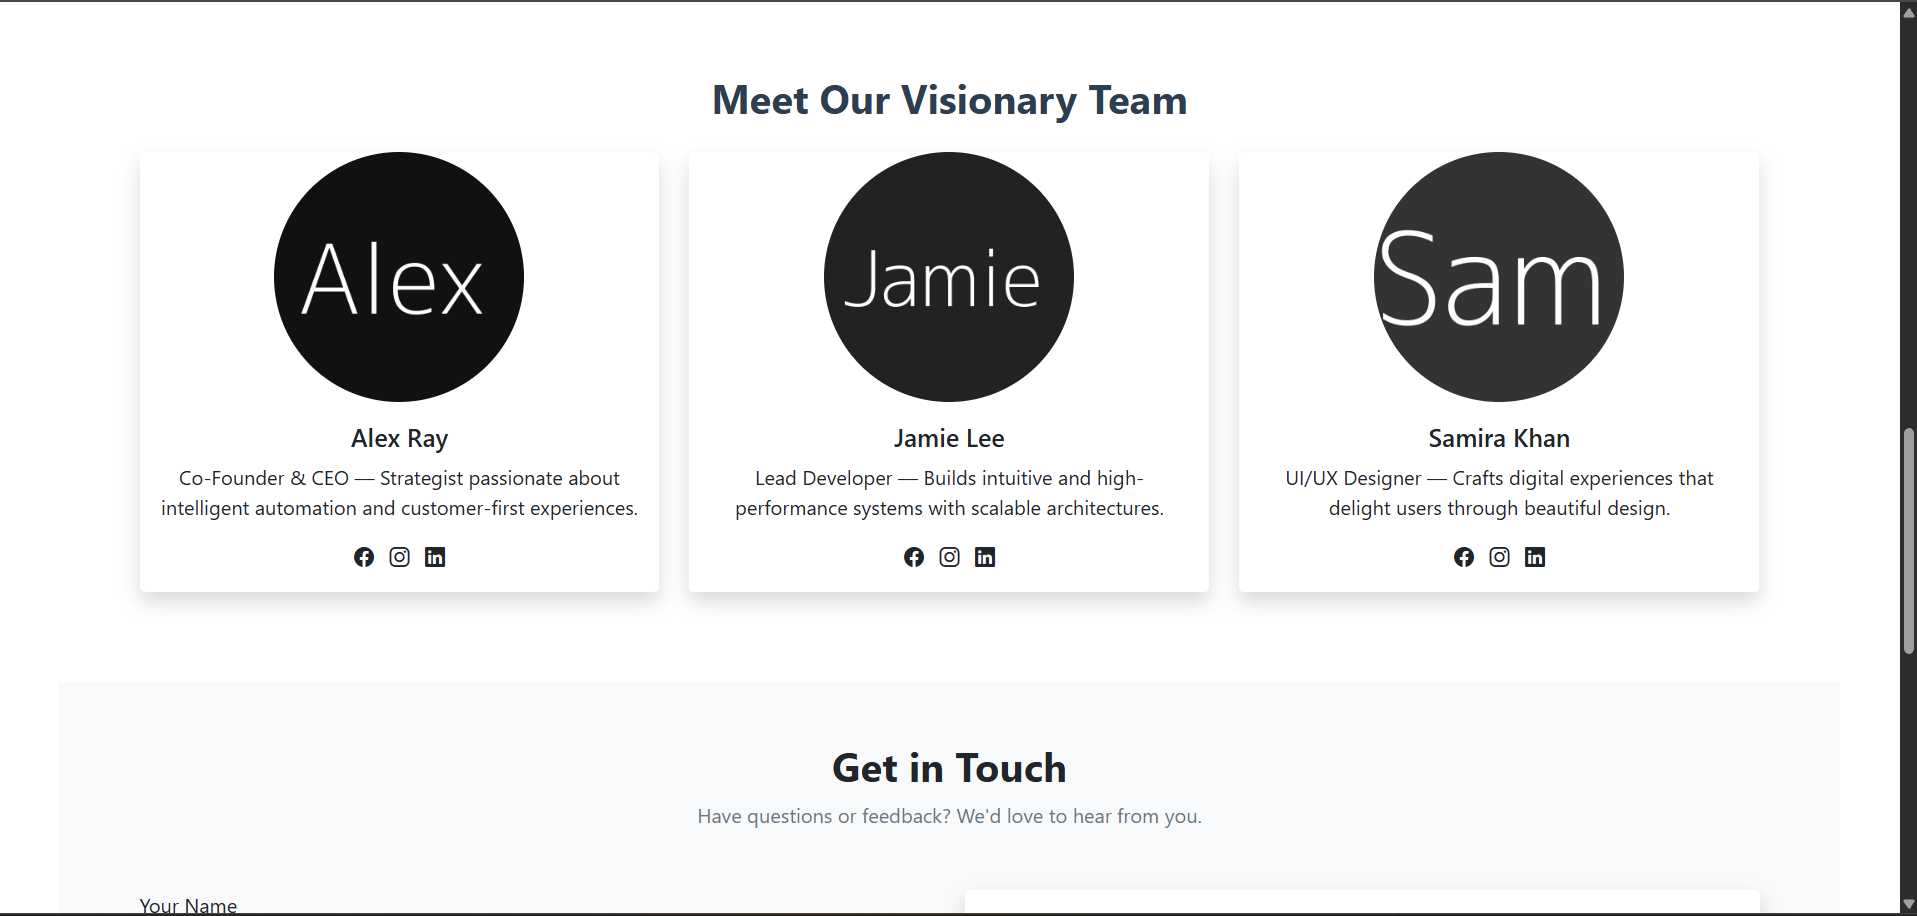 Meet Our Visionary Team
Alex
Jamie
Sam
Alex Ray
Co-Founder & CEO — Strategist passionate about
intelligent automation and customer-first experiences.
Jamie Lee
Lead Developer — Builds intuitive and high-
performance systems with scalable architectures.
Samira Khan
UI/UX Designer — Crafts digital experiences that
delight users through beautiful design.
Get in Touch
Have questions or feedback? We'd love to hear from you.
Your Name